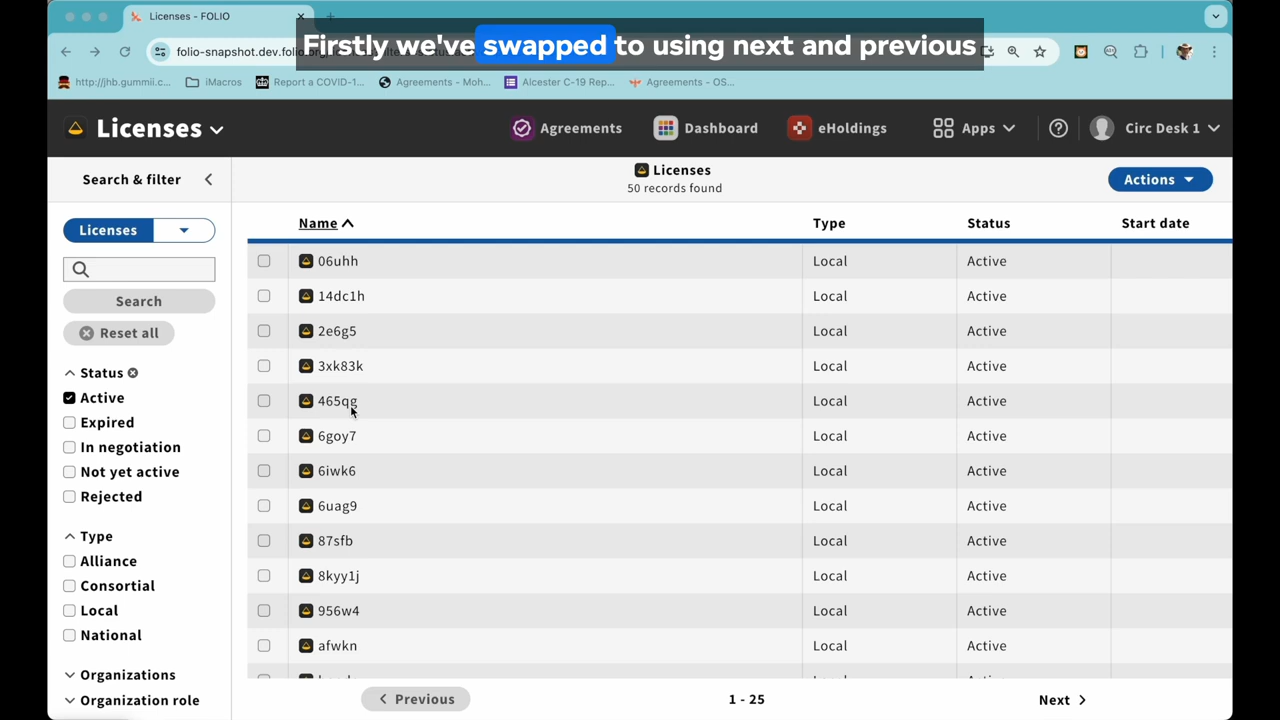 Licenses - FOLIO
Firstly we've swapped to using next and previous
folio-snapshot.dev.folio
http://jhb.gummii.c...
iMacros
Report a COVID-1...
Agreements - Moh...
Alcester C-19 Rep...
Agreements - OS...
Licenses
Agreements
Dashboard
eHoldings
Apps
Circ Desk 1
Search & filter
Licenses
50 records found
Actions
Licenses
Search
Reset all
Status
Active
Expired
In negotiation
Not yet active
Rejected
Type
Alliance
Consortial
Local
National
Organizations
Organization role
Name Type Status Start date
06uhh Local Active
14dc1h Local Active
2e6g5 Local Active
3xk83k Local Active
465qg Local Active
6goy7 Local Active
6iwk6 Local Active
6uag9 Local Active
87sfb Local Active
8kyy1j Local Active
956w4 Local Active
afwkn Local Active
Previous 1 - 25 Next